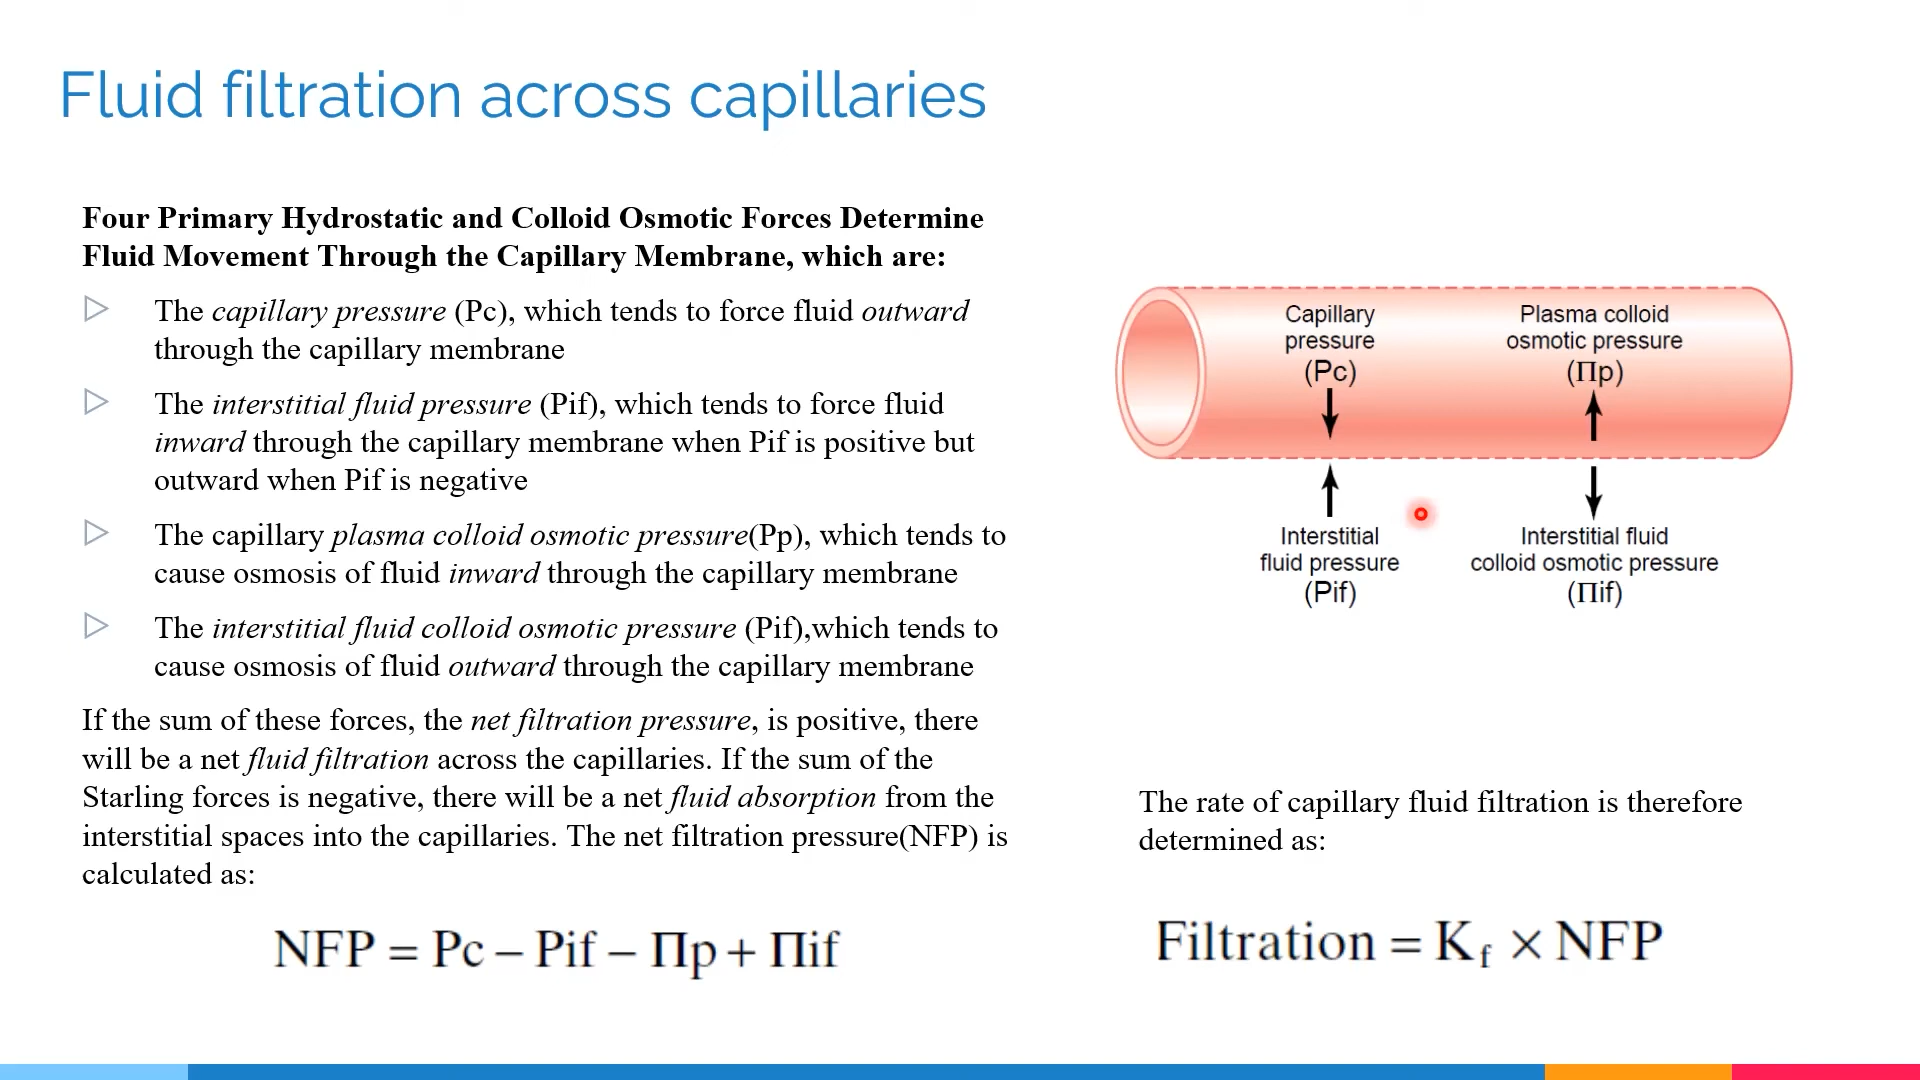 Fluid filtration across capillaries
Four Primary Hydrostatic and Colloid Osmotic Forces Determine
Fluid Movement Through the Capillary Membrane, which are:
The capillary pressure (Pc), which tends to force fluid outward
through the capillary membrane
The interstitial fluid pressure (Pif), which tends to force fluid
inward through the capillary membrane when Pif is positive but
outward when Pif is negative
The capillary plasma colloid osmotic pressure(Pp), which tends to
cause osmosis of fluid inward through the capillary membrane
The interstitial fluid colloid osmotic pressure (Pif),which tends to
cause osmosis of fluid outward through the capillary membrane
If the sum of these forces, the net filtration pressure, is positive, there
will be a net fluid filtration across the capillaries. If the sum of the
Starling forces is negative, there will be a net fluid absorption from the
interstitial spaces into the capillaries. The net filtration pressure(NFP) is
calculated as:
NFP = Pc – Pif – Πp + Πif
Capillary
pressure
(Pc)
Plasma colloid
osmotic pressure
(Πp)
Interstitial
fluid pressure
(Pif)
Interstitial fluid
colloid osmotic pressure
(Πif)
The rate of capillary fluid filtration is therefore
determined as:
Filtration = Kf × NFP